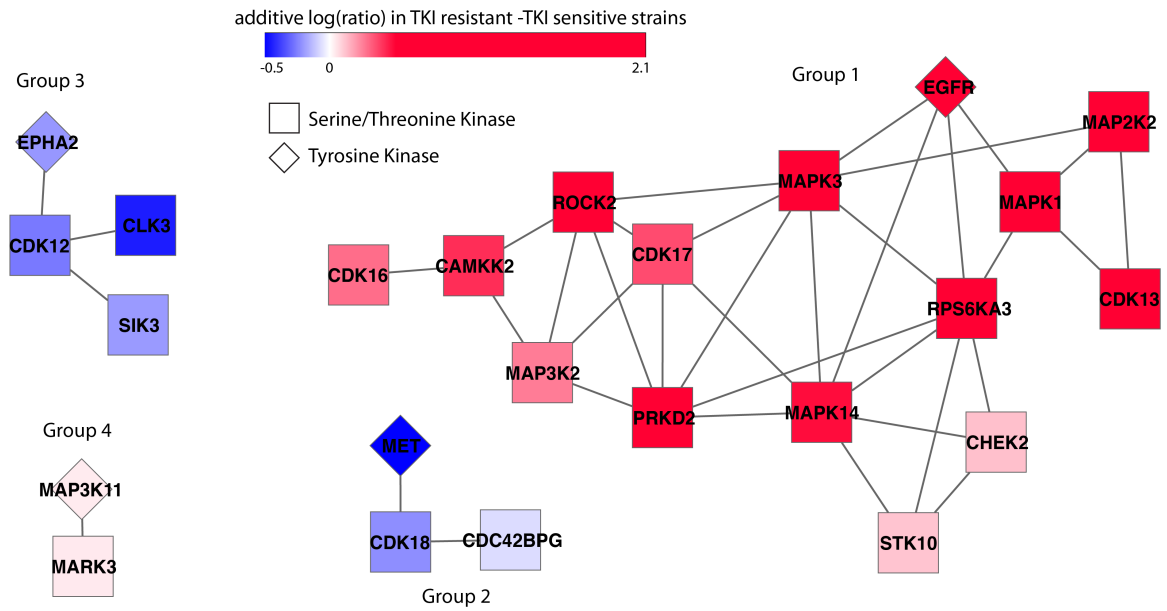 additive log(ratio) in TKI resistant -TKI sensitive strains
-0.5 0 2.1
Group 3
Group 1
EGFR
Serine/Threonine Kinase
MAP2K2
EPHA2
Tyrosine Kinase
MAPK3
ROCK2
MAPK1
CLK3
CDK12
CDK17
CAMKK2
CDK16
CDK13
RPS6KA3
SIK3
MAP3K2
PRKD2
MAPK14
Group 4
MET
CHEK2
MAP3K11
CDK18
CDC42BPG
STK10
MARK3
Group 2